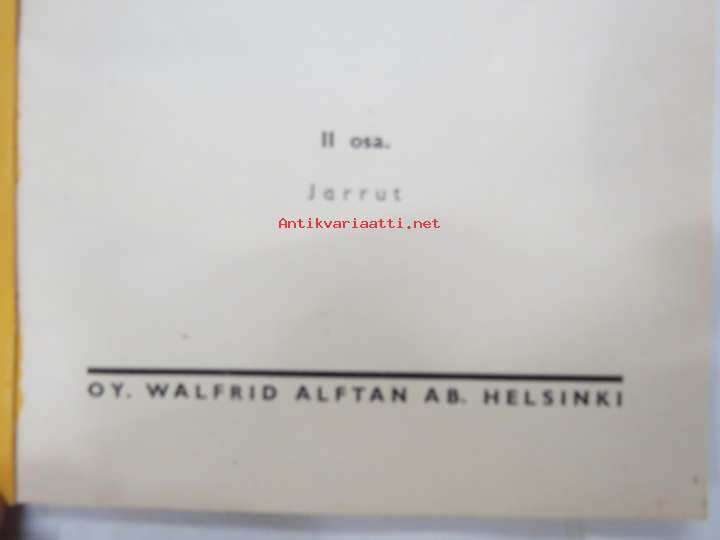 II osa.
Jarrut
Antikvariaatti.net
OY. WALFRID ALFTAN AB. HELSINKI